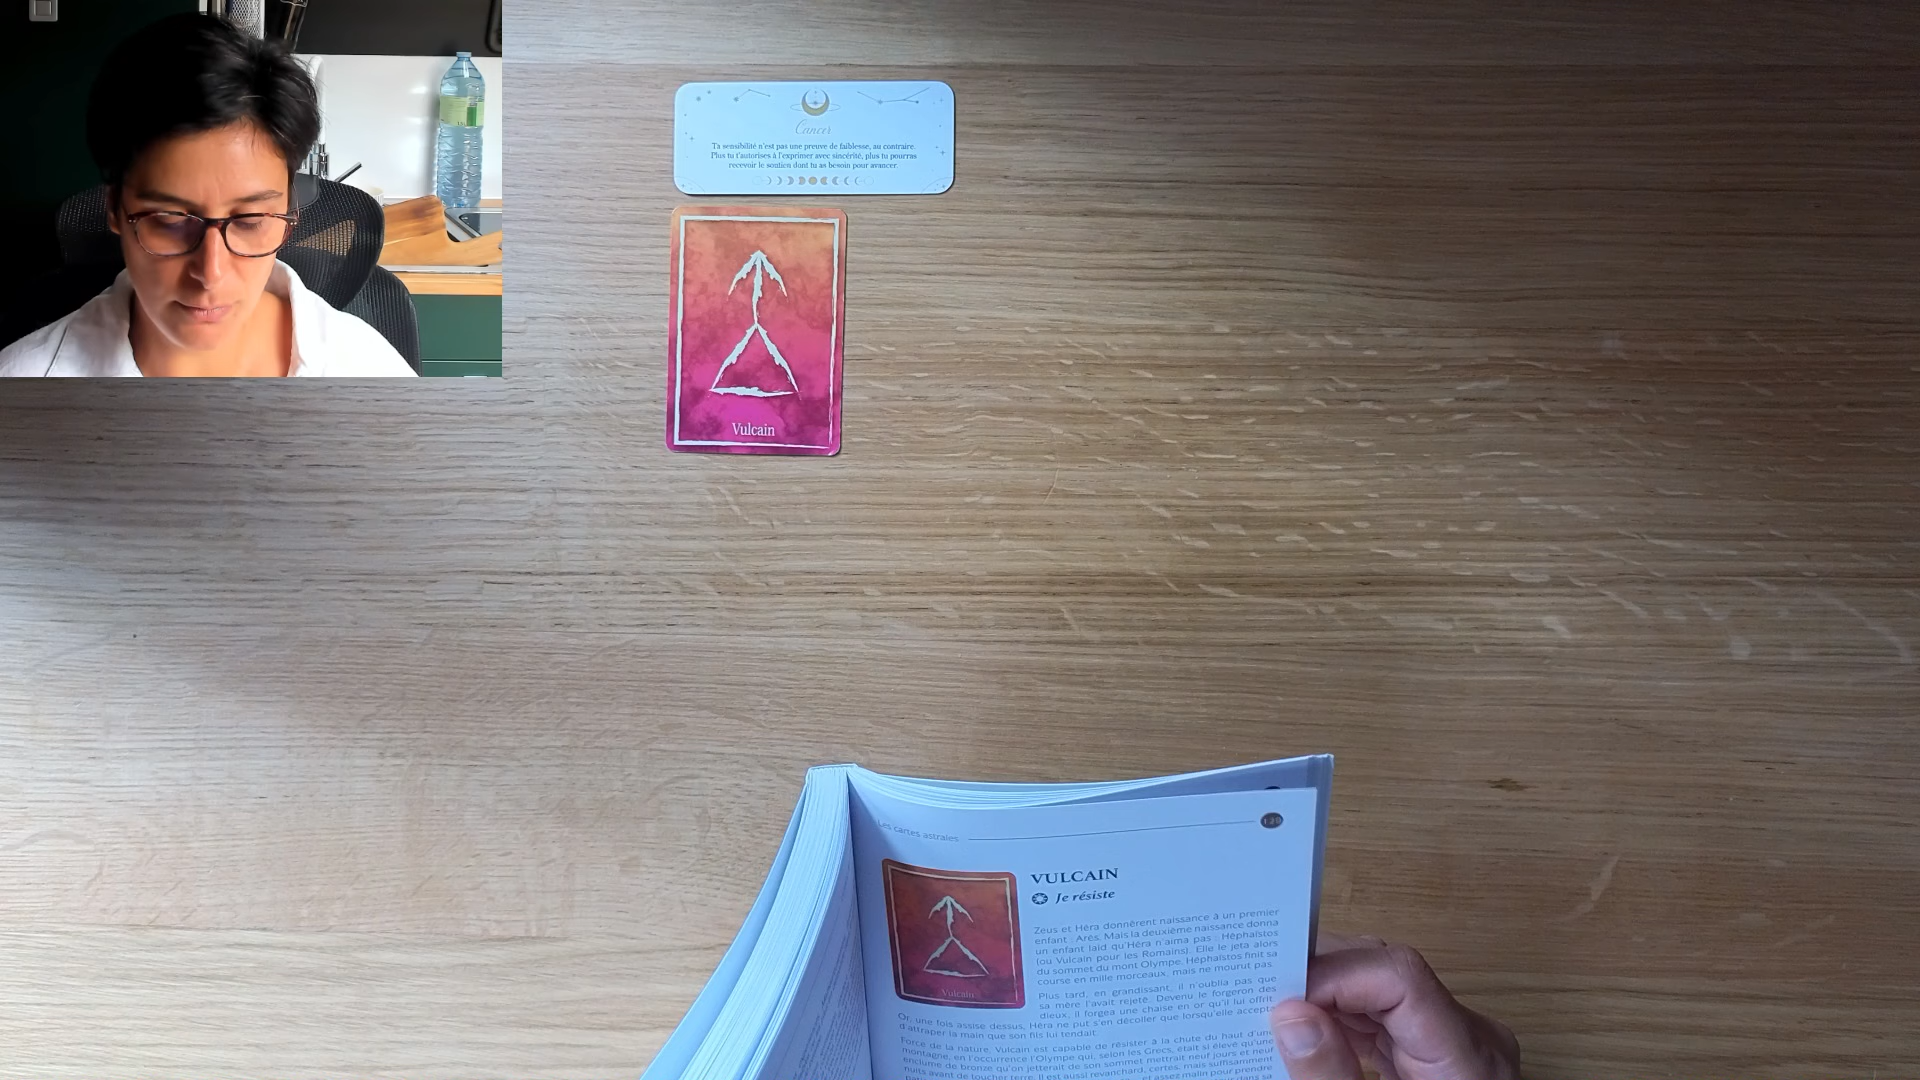 Cancer
Ta sensibilité n'est pas une preuve de faiblesse, au contraire.
Plus tu t'autorises à l'exprimer avec sincérité, plus tu pourras
recevoir le soutien dont tu as besoin pour avancer.
Vulcain
Les cartes astrales
VULCAIN
Je résiste
Zeus et Héra donnèrent naissance à un premier
enfant : Arès. Mais la deuxième naissance donna
un enfant laid qu'Héra n'aima pas : Héphaïstos
(ou Vulcain pour les Romains). Elle le jeta alors
du sommet du mont Olympe. Héphaïstos finit sa
course en mille morceaux, mais ne mourut pas.
Plus tard, en grandissant, il n'oublia pas que
sa mère l'avait rejeté. Devenu le forgeron des
dieux, il forgea une chaise en or qu'il lui offrit.
Or, une fois assise dessus, Héra ne put s'en décoller que lorsqu'elle accepta
d'attraper la main que son fils lui tendait.
Force de la nature, Vulcain est capable de résister à la chute du haut d'une
montagne, en l'occurrence l'Olympe qui, selon les Grecs, était si élevé qu'une
enclume de bronze qu'on jetterait de son sommet mettrait neuf jours et neuf
nuits avant de toucher terre. Il est aussi revanchard, certes, mais suffisamment
et assez malin pour prendre
Vulcain